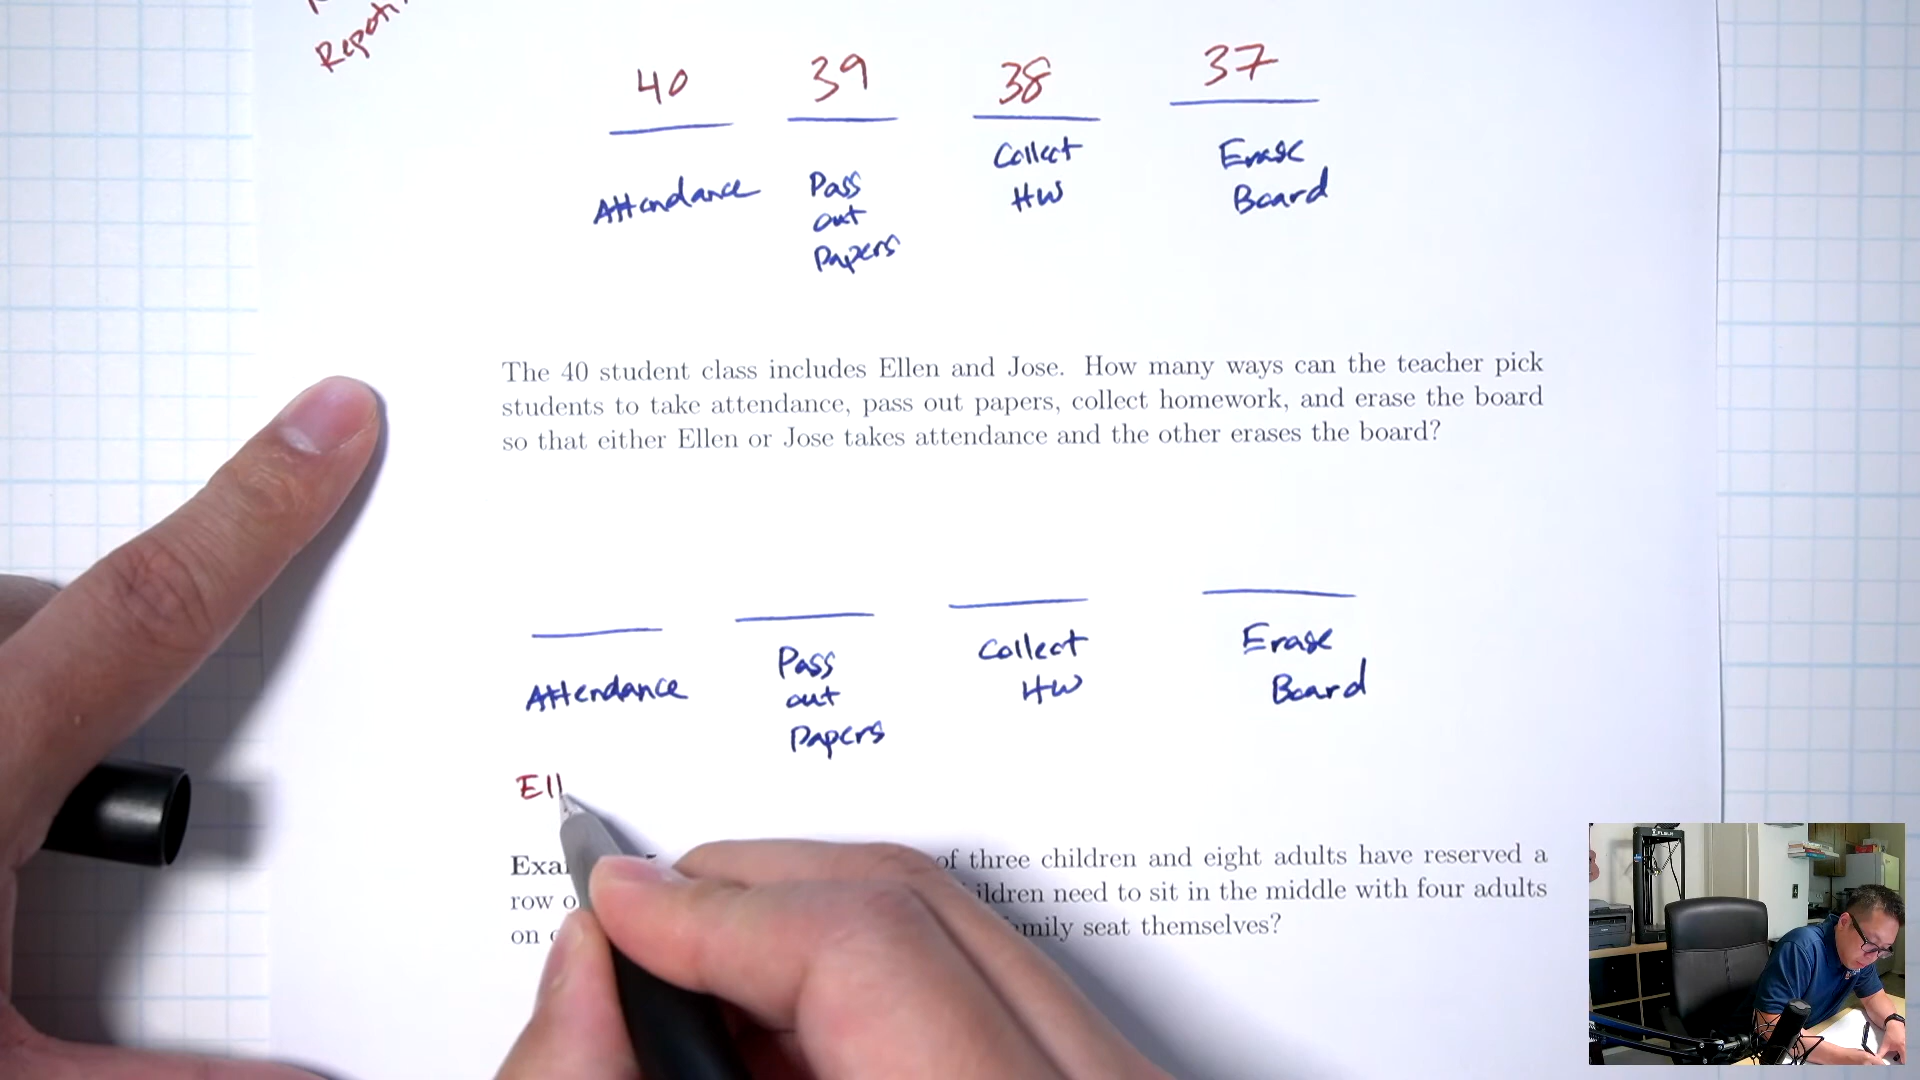 40 39 38 37
Attendance Pass out Papers Collect HW Erase Board
The 40 student class includes Ellen and Jose. How many ways can the teacher pick
students to take attendance, pass out papers, collect homework, and erase the board
so that either Ellen or Jose takes attendance and the other erases the board?
Attendance Pass out Papers Collect HW Erase Board
Ell
of three children and eight adults have reserved a
row need to sit in the middle with four adults
on seat themselves?